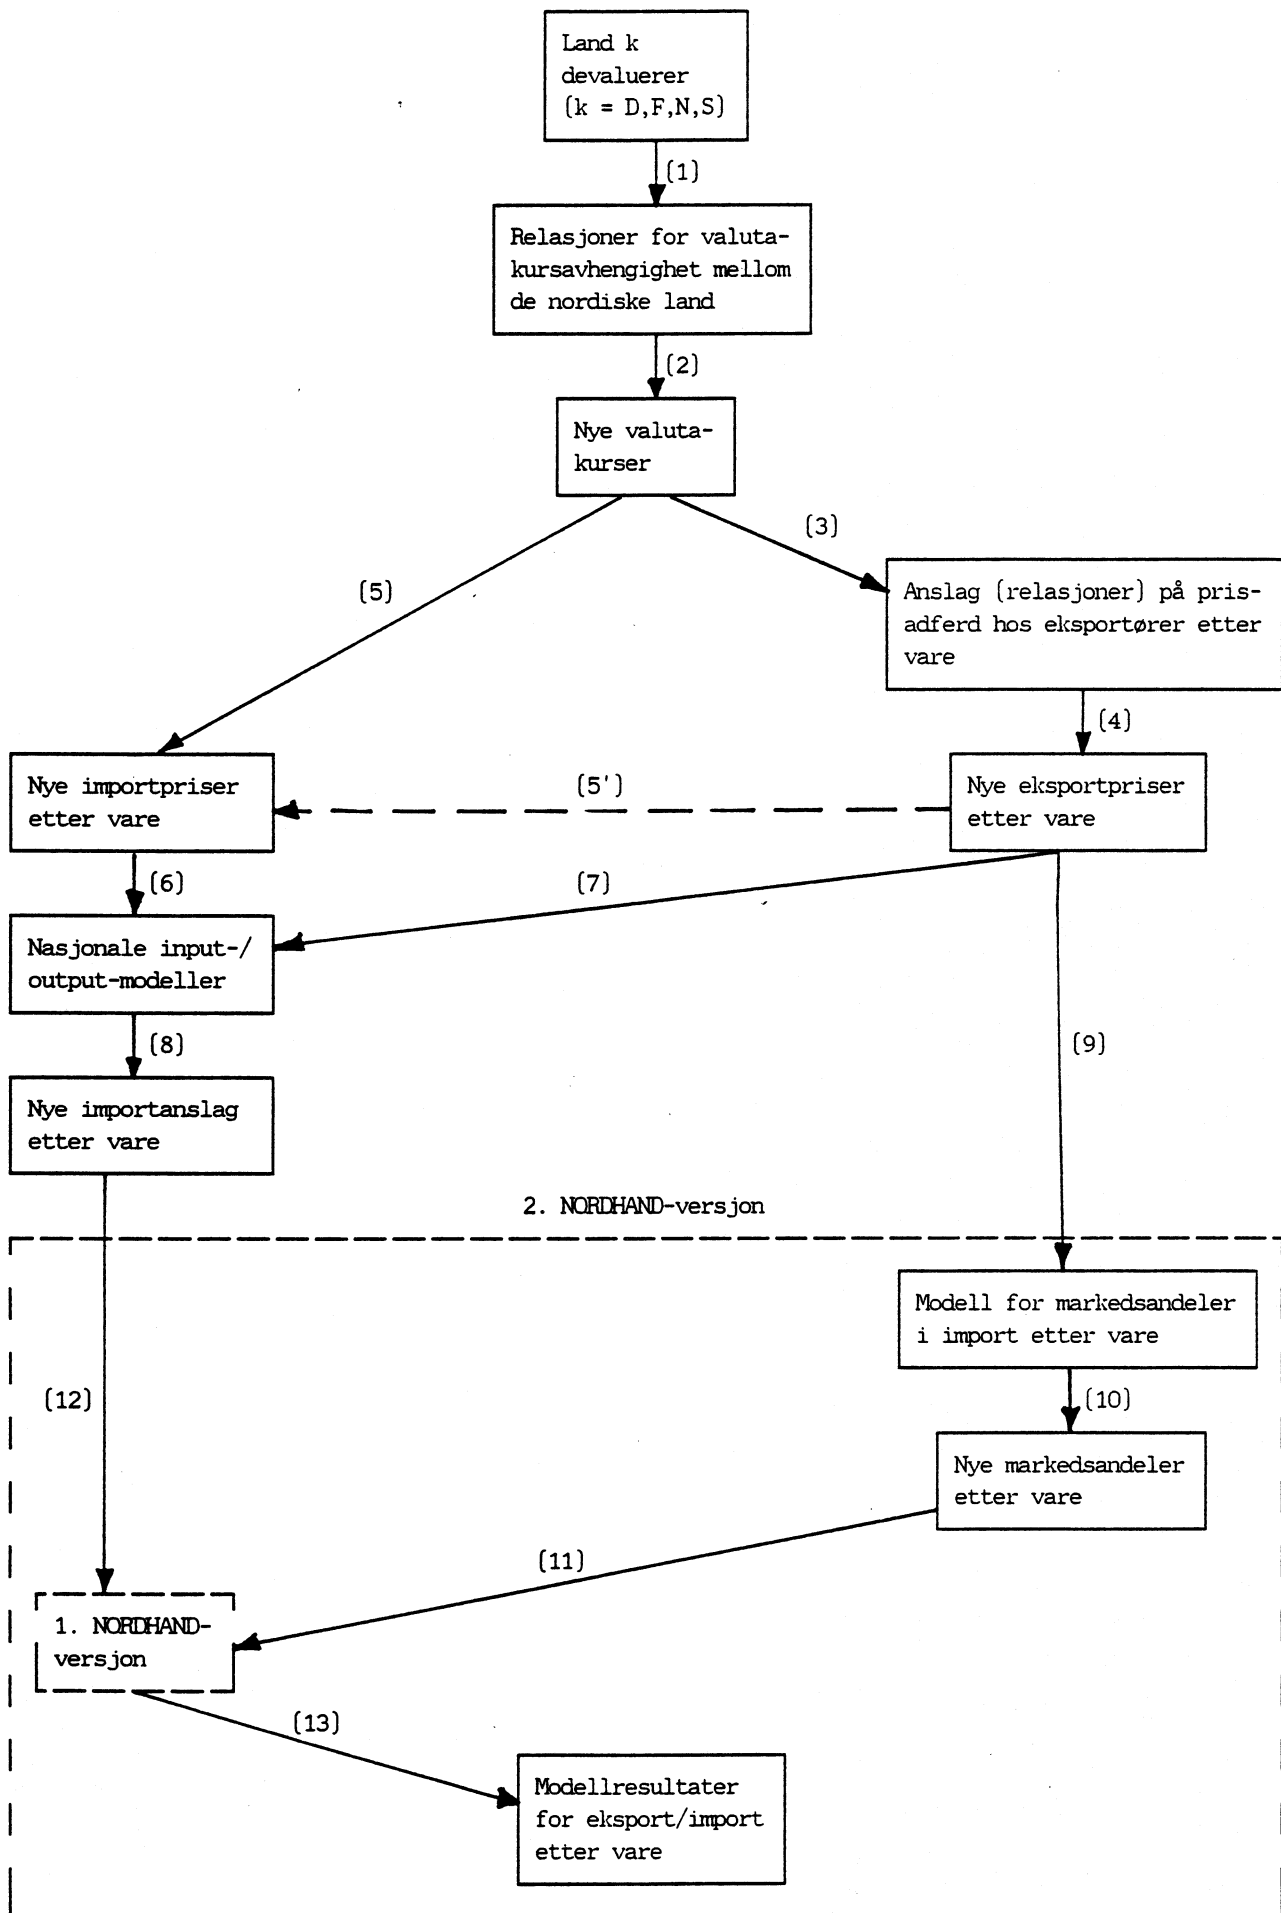 Land k
devaluerer
(k = D,F,N,S)
(1)
Relasjoner for valuta-
kursavhengighet mellom
de nordiske land
(2)
Nye valuta-
kurser
(3)
(5)
Anslag (relasjoner) på pris-
adferd hos eksportører etter
vare
(4)
Nye importpriser
etter vare
(5')
Nye eksportpriser
etter vare
(6)
(7)
Nasjonale input-/
output-modeller
(8)
(9)
Nye importanslag
etter vare
2. NORDHAND-versjon
Modell for markedsandeler
i import etter vare
(12)
(10)
Nye markedsandeler
etter vare
(11)
1. NORDHAND-
versjon
(13)
Modellresultater
for eksport/import
etter vare